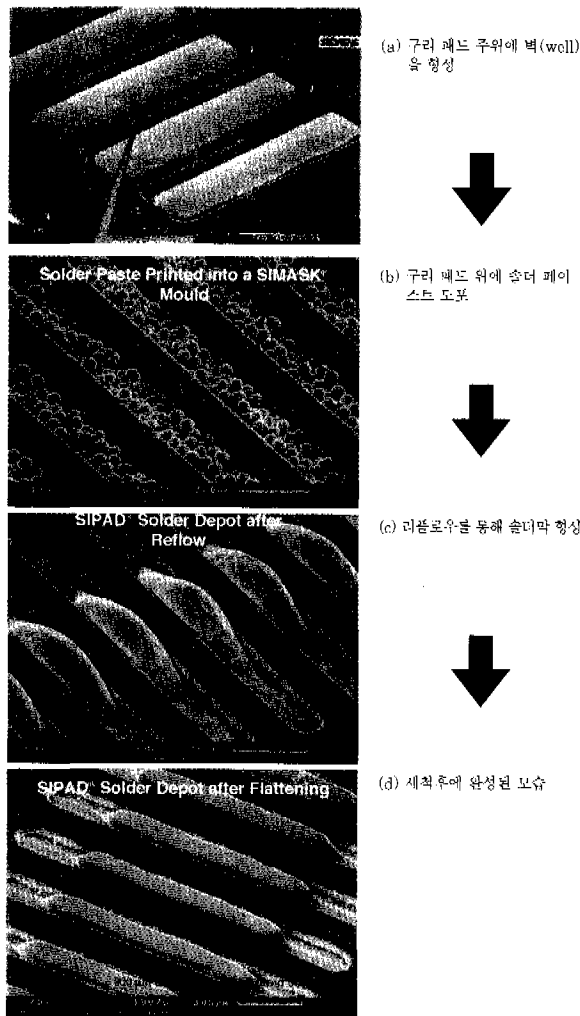 (a) 구리 패드 주위에 벽(well)
을 형성
Solder Paste Printed into a SIMASK
Mould
(b) 구리 패드 위에 솔더 페이
스트 도포
SIPAD Solder Depot after
Reflow
(c) 리플로우를 통해 솔더막 형성
SIPAD Solder Depot after Flattening
(d) 세척후에 완성된 모습